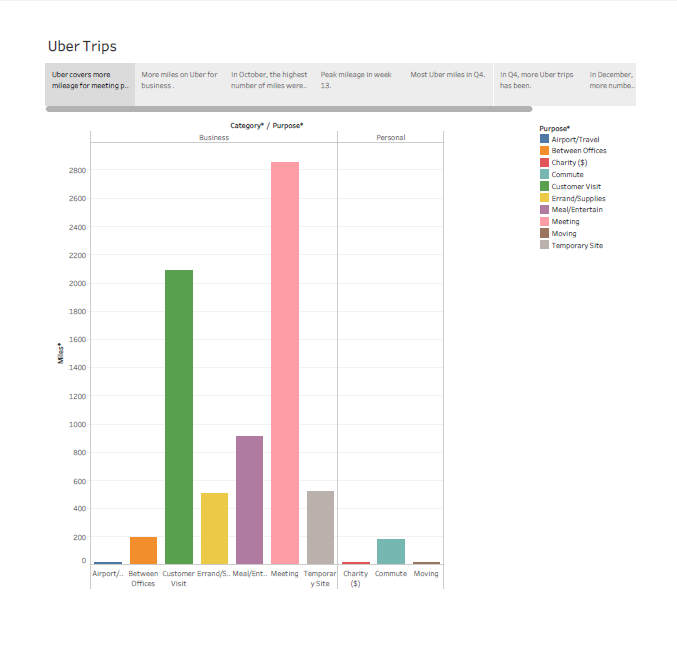 Uber Trips
Uber covers more
mileage for meeting p..
More miles on Uber for
business .
In October, the highest
number of miles were..
Peak mileage in week
13.
Most Uber miles in Q4.
In Q4, more Uber trips
has been.
In December,
more numbe..
Category* / Purpose*
Business
Personal
Miles*
2800
2600
2400
2200
2000
1800
1600
1400
1200
1000
800
600
400
200
0
Airport/..
Between
Offices
Customer
Visit
Errand/S..
Meal/Ent..
Meeting
Temporar
y Site
Charity
($)
Commute
Moving
Purpose*
Airport/Travel
Between Offices
Charity ($)
Commute
Customer Visit
Errand/Supplies
Meal/Entertain
Meeting
Moving
Temporary Site